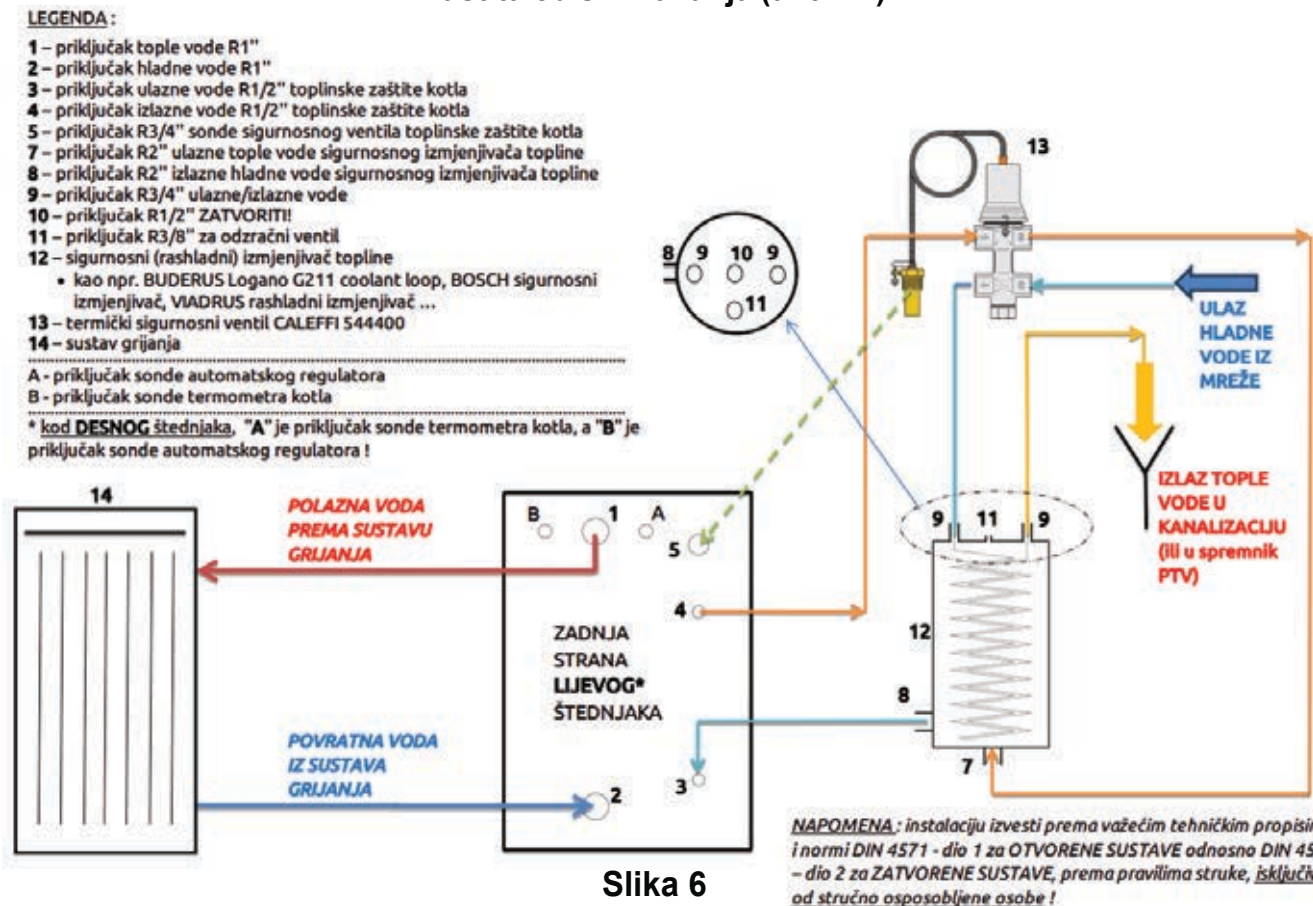 LEGENDA :
1 – priključak tople vode R1"
2 – priključak hladne vode R1"
3 – priključak ulazne vode R1/2" toplinske zaštite kotla
4 – priključak izlazne vode R1/2" toplinske zaštite kotla
5 – priključak R3/4" sonde sigurnosnog ventila toplinske zaštite kotla
7 – priključak R2" ulazne tople vode sigurnosnog izmjenjivača topline
8 – priključak R2" izlazne hladne vode sigurnosnog izmjenjivača topline
9 – priključak R3/4" ulazne/izlazne vode
10 – priključak R1/2" ZATVORITI!
11 – priključak R3/8" za odzračni ventil
12 – sigurnosni (rashladni) izmjenjivač topline
• kao npr. BUDERUS Logano G211 coolant loop, BOSCH sigurnosni
izmjenjivač, VIADRUS rashladni izmjenjivač ...
13 – termički sigurnosni ventil CALEFFI 544400
14 – sustav grijanja
A - priključak sonde automatskog regulatora
B - priključak sonde termometra kotla
* kod DESNOG štednjaka, "A" je priključak sonde termometra kotla, a "B" je
priključak sonde automatskog regulatora !
13
8 9 10 9
11
ULAZ
HLADNE
VODE IZ
MREŽE
IZLAZ TOPLE
VODE U
KANALIZACIJU
(ili u spremnik
PTV)
9 11 9
12
8
7
14
POLAZNA VODA
PREMA SUSTAVU
GRIJANJA
POVRATNA VODA
IZ SUSTAVA
GRIJANJA
B 1 A
5
4
ZADNJA
STRANA
LIJEVOG*
ŠTEDNJAKA
3
2
NAPOMENA : instalaciju izvesti prema važećim tehničkim
i normi DIN 4571 - dio 1 za OTVORENE SUSTAVE odnosno DIN
– dio 2 za ZATVORENE SUSTAVE, prema pravilima struke,
od stručno osposobljene osobe !
Slika 6